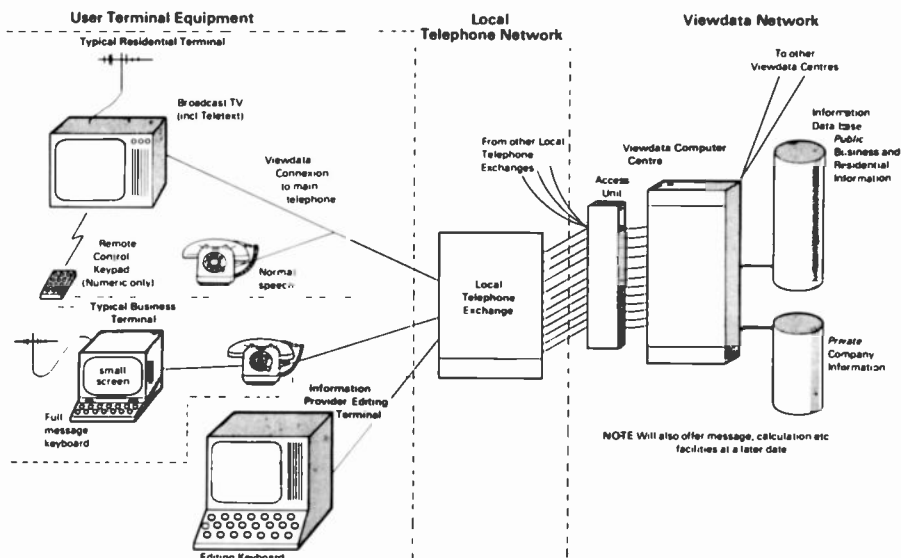 User Terminal Equipment
Local
Telephone Network
Viewdata Network
Typical Residential Terminal
Broadcast TV
(incl Teletext)
Viewdata
Connexion
to main
telephone
Remote
Control
Keypad
(Numeric only)
Normal
speech
Typical Business
Terminal
small
screen
Full
message
keyboard
Information
Provider Editing
Terminal
Editing Keyboard
Local
Telephone
Exchange
From other Local
Telephone
Exchanges
Access
Unit
Viewdata Computer
Centre
To other
Viewdata Centres
Information
Data base
Public
Business and
Residential
Information
Private
Company
Information
NOTE Will also offer message, calculation etc
facilities at a later date